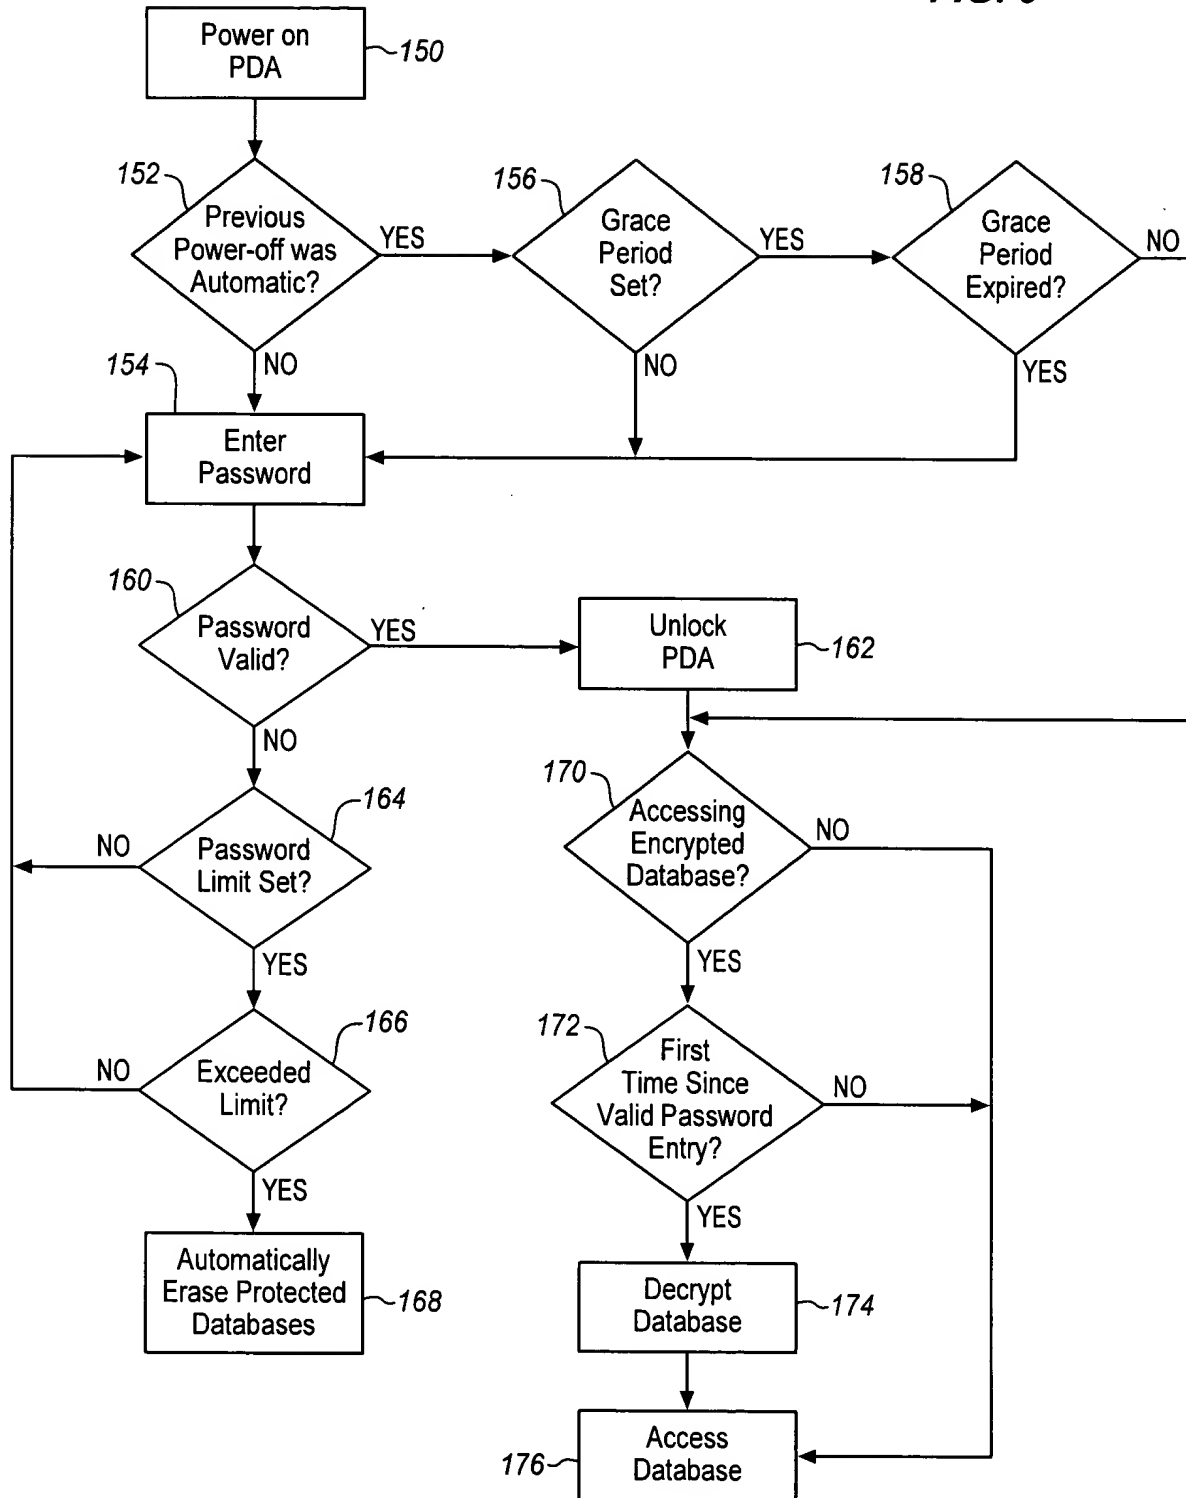 Power on
PDA
150
152
Previous
Power-off was
Automatic?
YES
NO
156
Grace
Period
Set?
YES
NO
158
Grace
Period
Expired?
NO
YES
154
Enter
Password
160
Password
Valid?
YES
NO
Unlock
PDA
162
164
Password
Limit Set?
NO
YES
170
Accessing
Encrypted
Database?
NO
YES
166
Exceeded
Limit?
NO
YES
172
First
Time Since
Valid Password
Entry?
NO
YES
Automatically
Erase Protected
Databases
168
Decrypt
Database
174
Access
Database
176